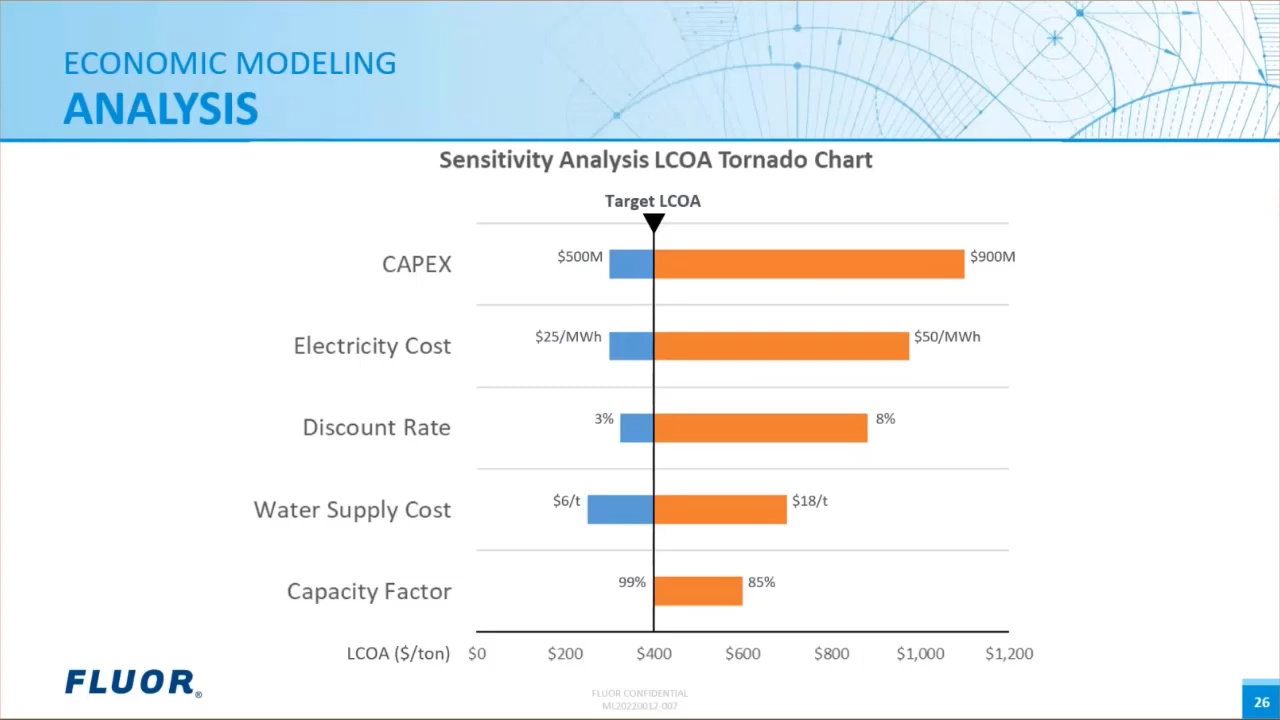 ECONOMIC MODELING
ANALYSIS
Sensitivity Analysis LCOA Tornado Chart
Target LCOA
CAPEX $500M $900M
Electricity Cost $25/MWh $50/MWh
Discount Rate 3% 8%
Water Supply Cost $6/t $18/t
Capacity Factor 99% 85%
LCOA ($/ton) $0 $200 $400 $600 $800 $1,000 $1,200
FLUOR®
FLUOR CONFIDENTIAL
ML20220012-007
26